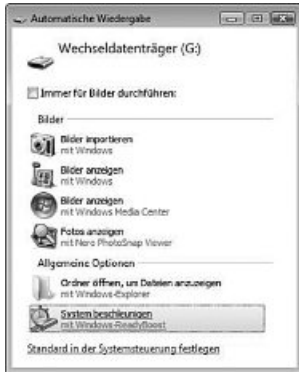 Automatische Wiedergabe
Wechseldatenträger (G:)
Immer für Bilder durchführen:
Bilder
Bilder importieren
mit Windows
Bilder anzeigen
mit Windows
Bilder anzeigen
mit Windows Media Center
Fotos anzeigen
mit Nero PhotoSnap Viewer
Allgemeine Optionen
Ordner öffnen, um Dateien anzuzeigen
mit Windows-Explorer
System beschleunigen
mit Windows-ReadyBoost
Standard in der Systemsteuerung festlegen